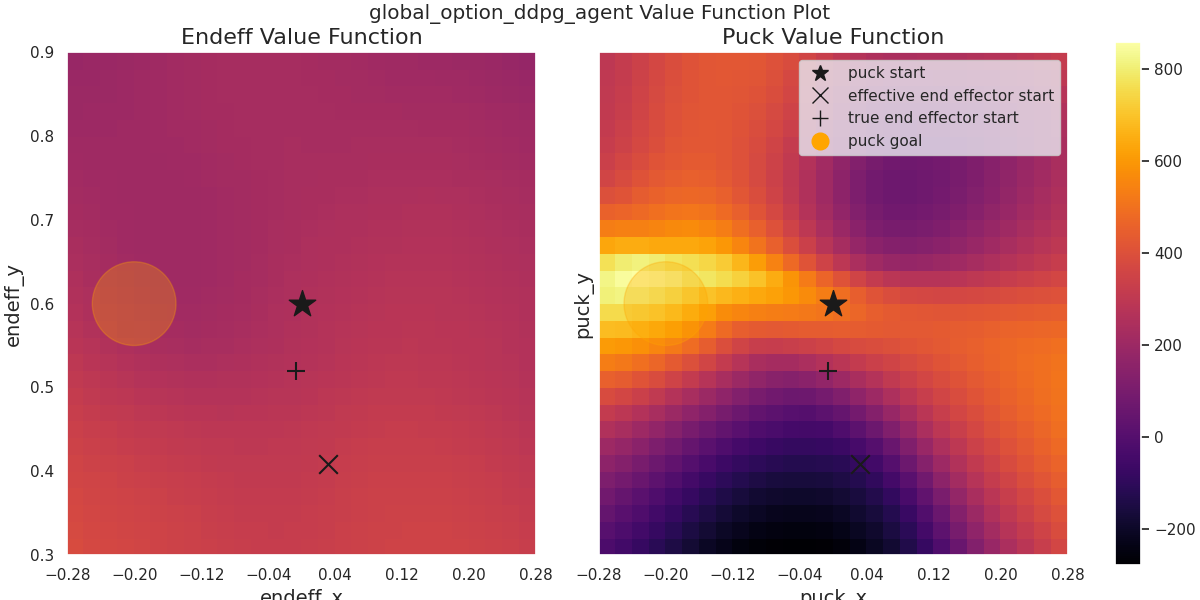 global_option_ddpg_agent Value Function Plot
Endeff Value Function
Puck Value Function
0.9
0.8
0.7
0.6
0.5
0.4
0.3
endeff_y
−0.28 −0.20 −0.12 −0.04 0.04 0.12 0.20 0.28
endeff_x
puck start
effective end effector start
true end effector start
puck goal
puck_y
−0.28 −0.20 −0.12 −0.04 0.04 0.12 0.20 0.28
puck_x
800
600
400
200
0
−200